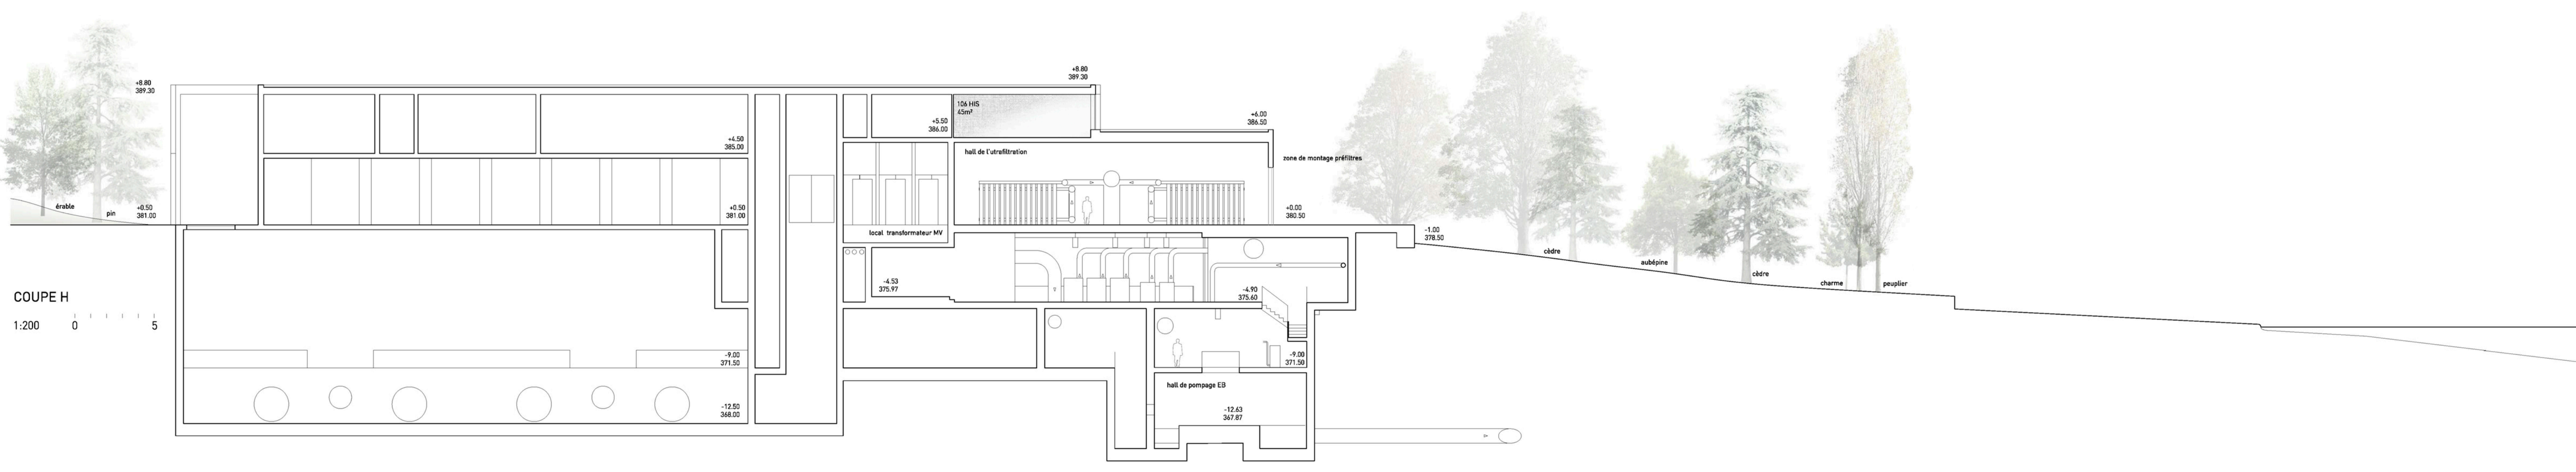 +8.80
389.30
+8.80
389.30
106 HIS
45m²
+5.50
386.00
+6.00
386.50
+4.50
385.00
hall de l'utrafiltration
zone de montage préfiltres
érable
pin
+0.50
381.00
+0.50
381.00
+0.00
380.50
local transformateur MV
-1.00
378.50
cèdre
aubépine
cèdre
charme
peuplier
-4.53
375.97
-4.90
375.60
COUPE H
1:200
0
5
-9.00
371.50
-9.00
371.50
hall de pompage EB
-12.50
368.00
-12.63
367.87